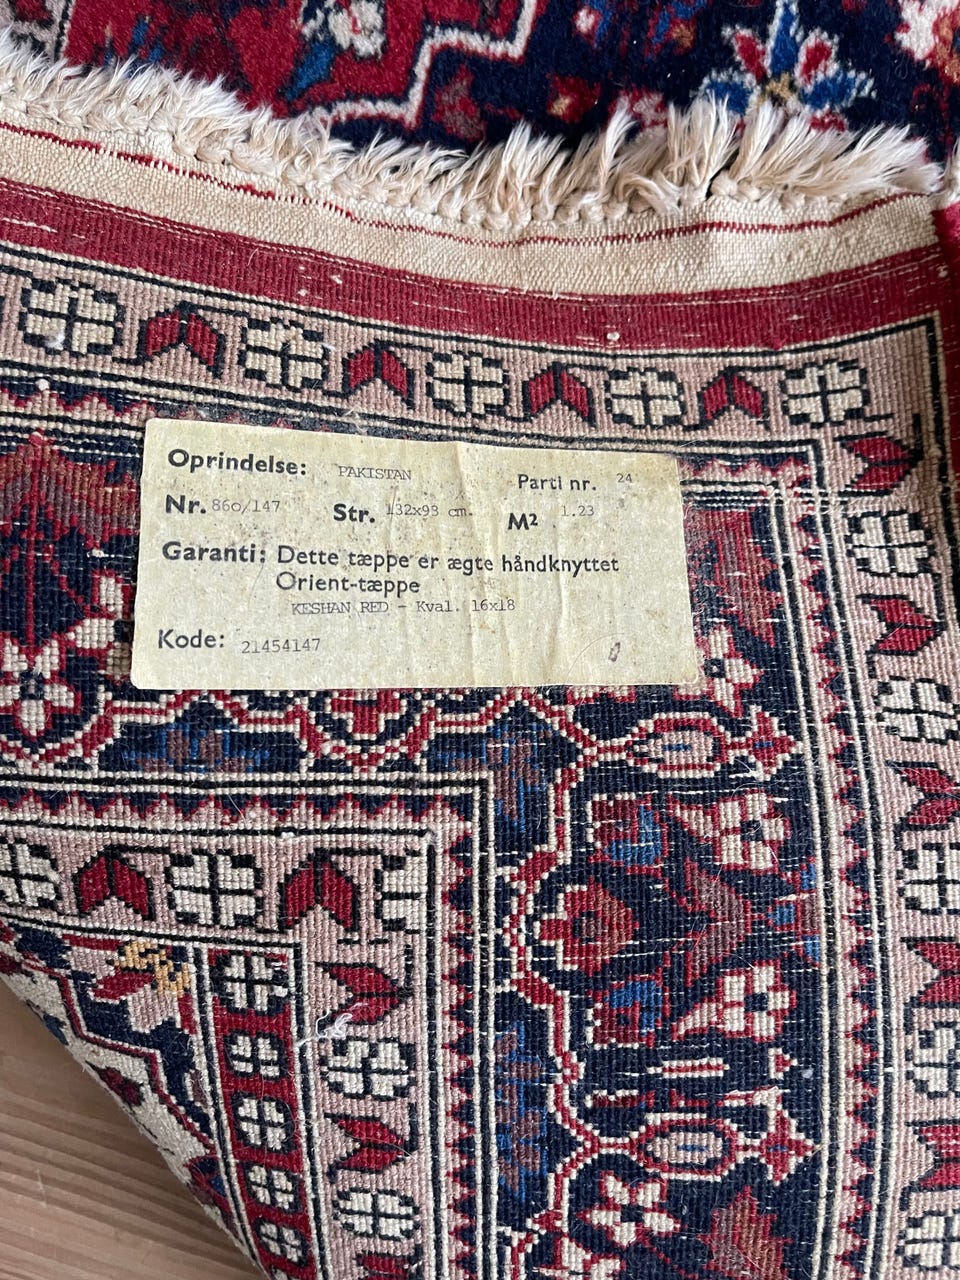 Oprindelse: PAKISTAN Parti nr. 24
Nr. 860/147 Str. 132x93 cm. M² 1.23
Garanti: Dette tæppe er ægte håndknyttet
Orient-tæppe
KESHAN RED - Kval. 16x18
Kode: 21454147